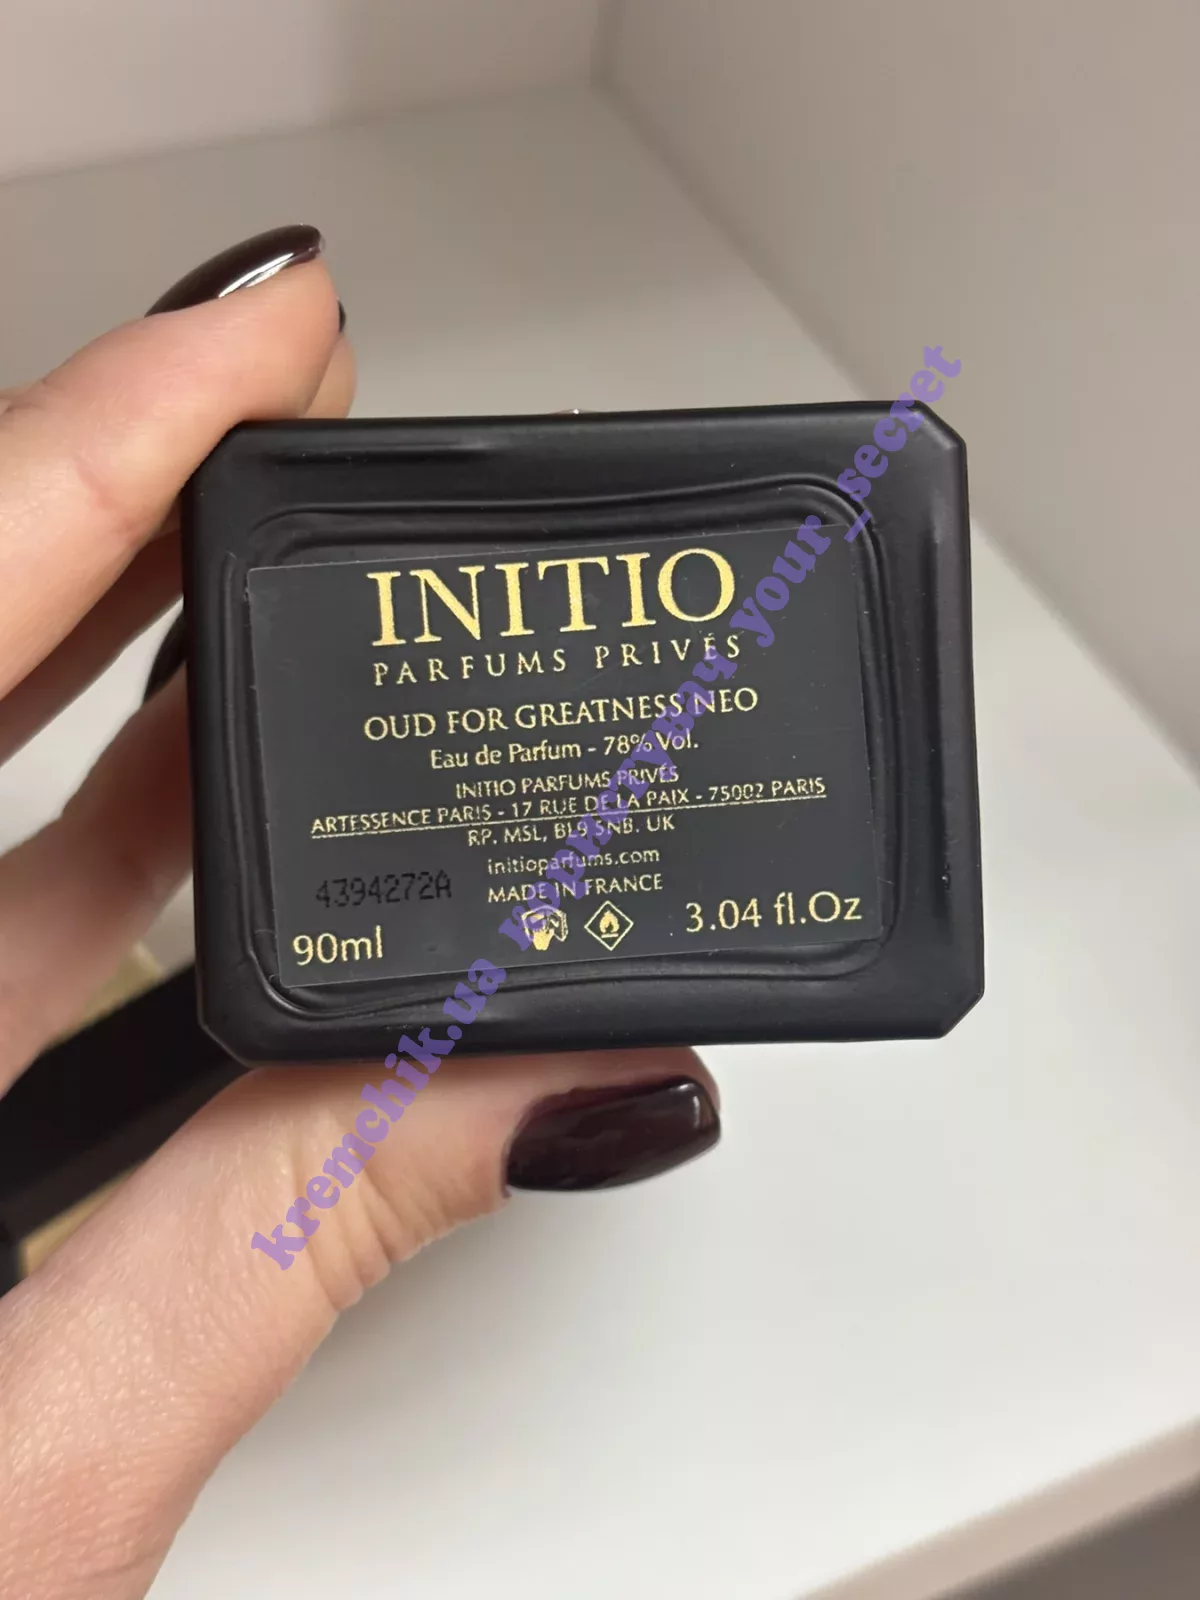 INITIO
PARFUMS PRIVÉS
OUD FOR GREATNESS NEO
Eau de Parfum - 78% Vol.
INITIO PARFUMS PRIVÉS
ARTESSENCE PARIS - 17 RUE DE LA PAIX - 75002 PARIS
RP. MSL, BL9 5NB. UK
initioparfums.com
MADE IN FRANCE
4394272A
90ml
3.04 fl.Oz
kremchik.ua копіювау your_secret